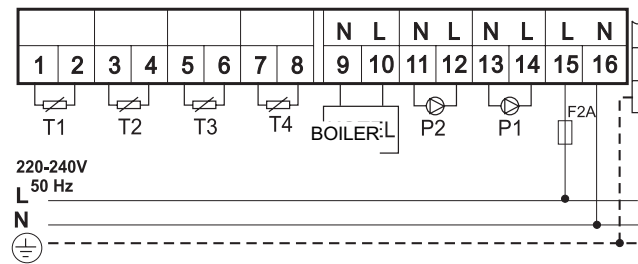 N L N L N L L N
1 2 3 4 5 6 7 8 9 10 11 12 13 14 15 16
T1 T2 T3 T4 BOILER EL P2 P1 F2A
220-240V
50 Hz
L
N